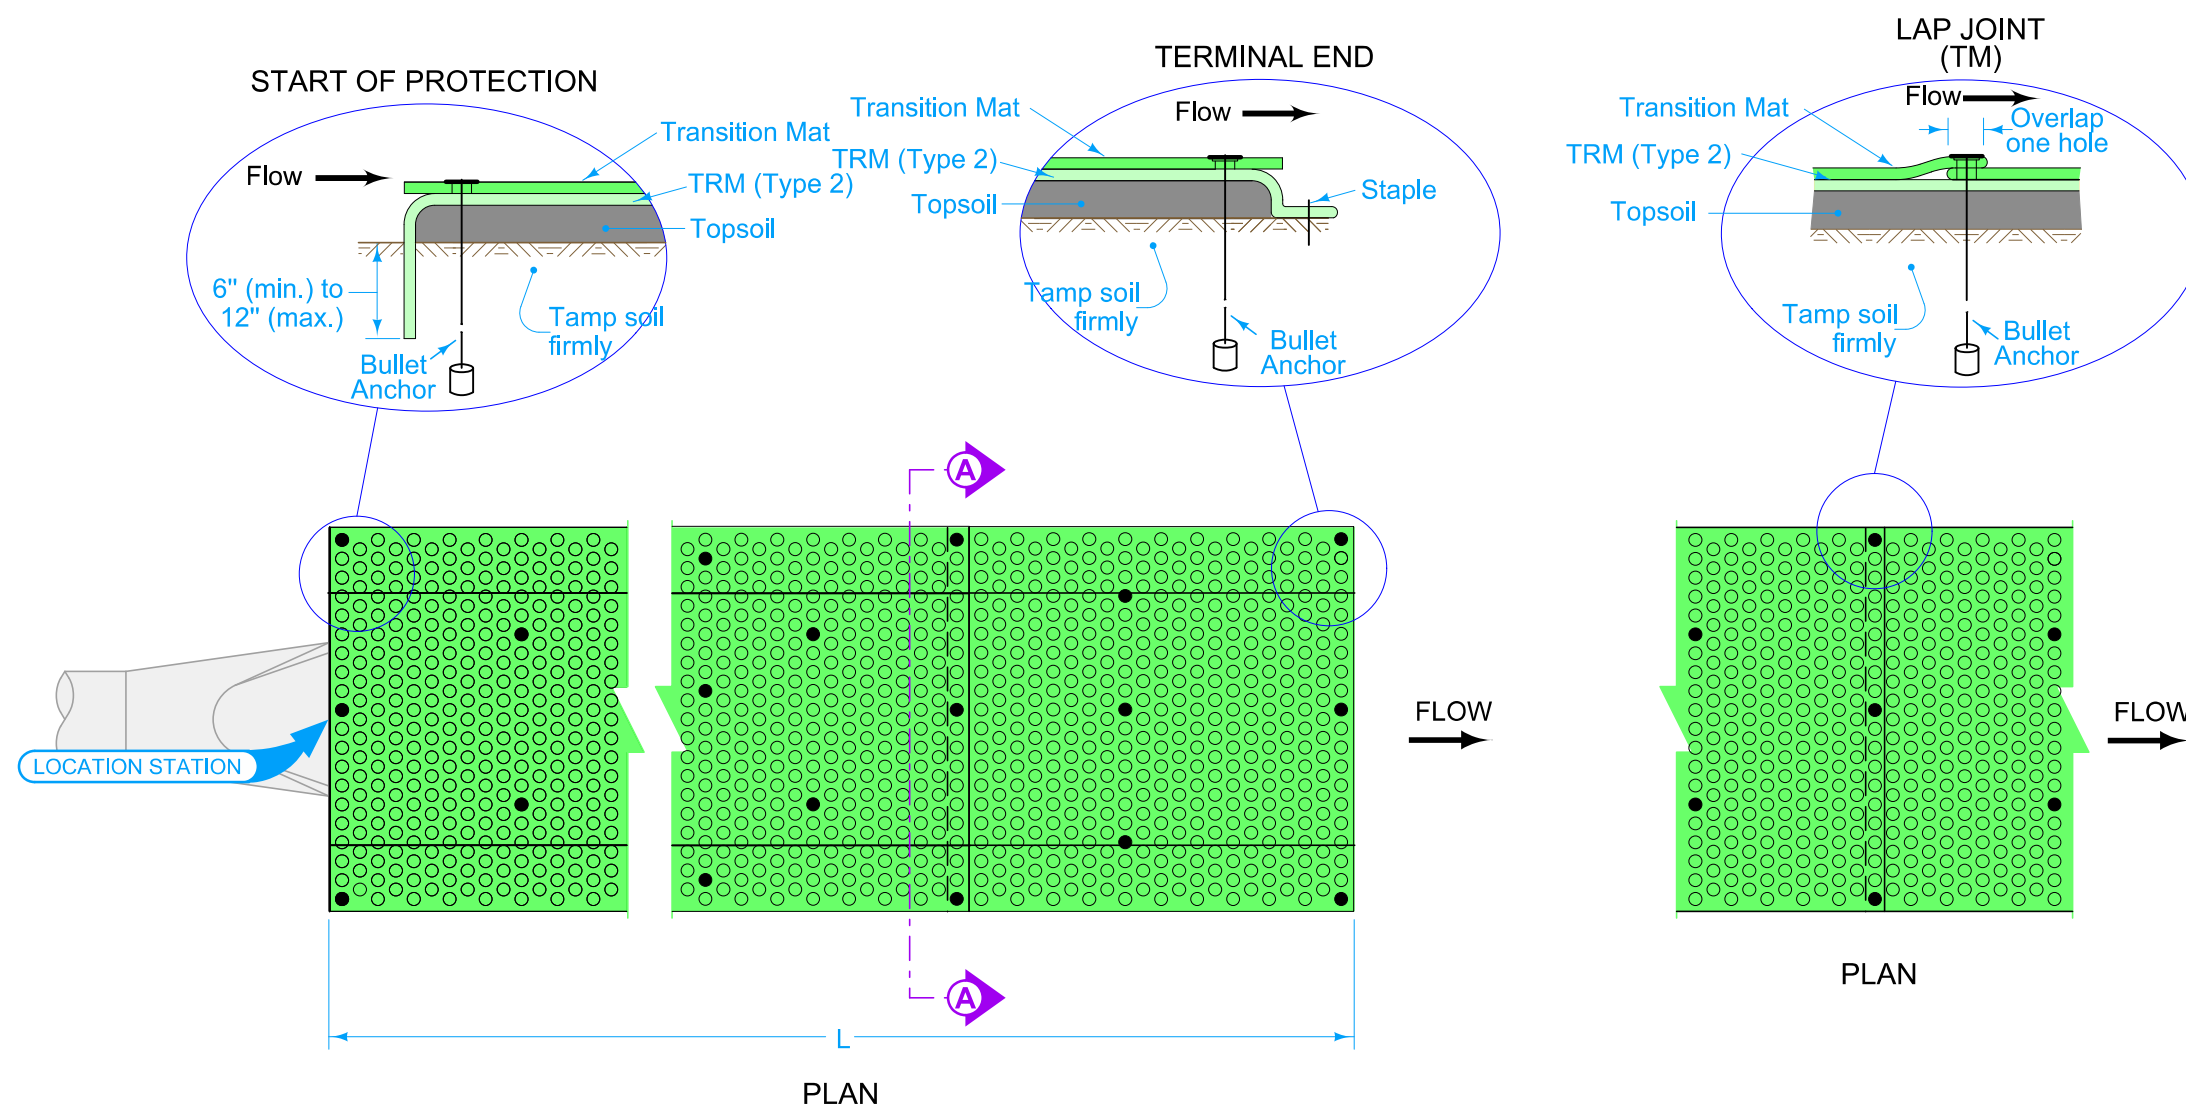 START OF PROTECTION
Flow
Transition Mat
TRM (Type 2)
Topsoil
6" (min.) to
12" (max.)
Tamp soil
firmly
Bullet
Anchor
TERMINAL END
Flow
Transition Mat
TRM (Type 2)
Topsoil
Staple
Tamp soil
firmly
Bullet
Anchor
LAP JOINT
(TM)
Flow
Transition Mat
Overlap
one hole
TRM (Type 2)
Topsoil
Tamp soil
firmly
Bullet
Anchor
A
LOCATION STATION
FLOW
A
L
PLAN
FLOW
PLAN